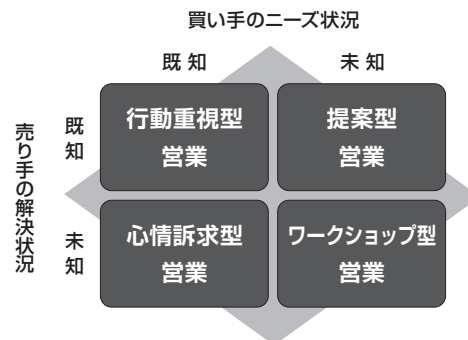 買い手のニーズ状況
既 知
未 知
売り手の解決状況
既
知
行動重視型
営業
提案型
営業
未
知
心情訴求型
営業
ワークショップ型
営業